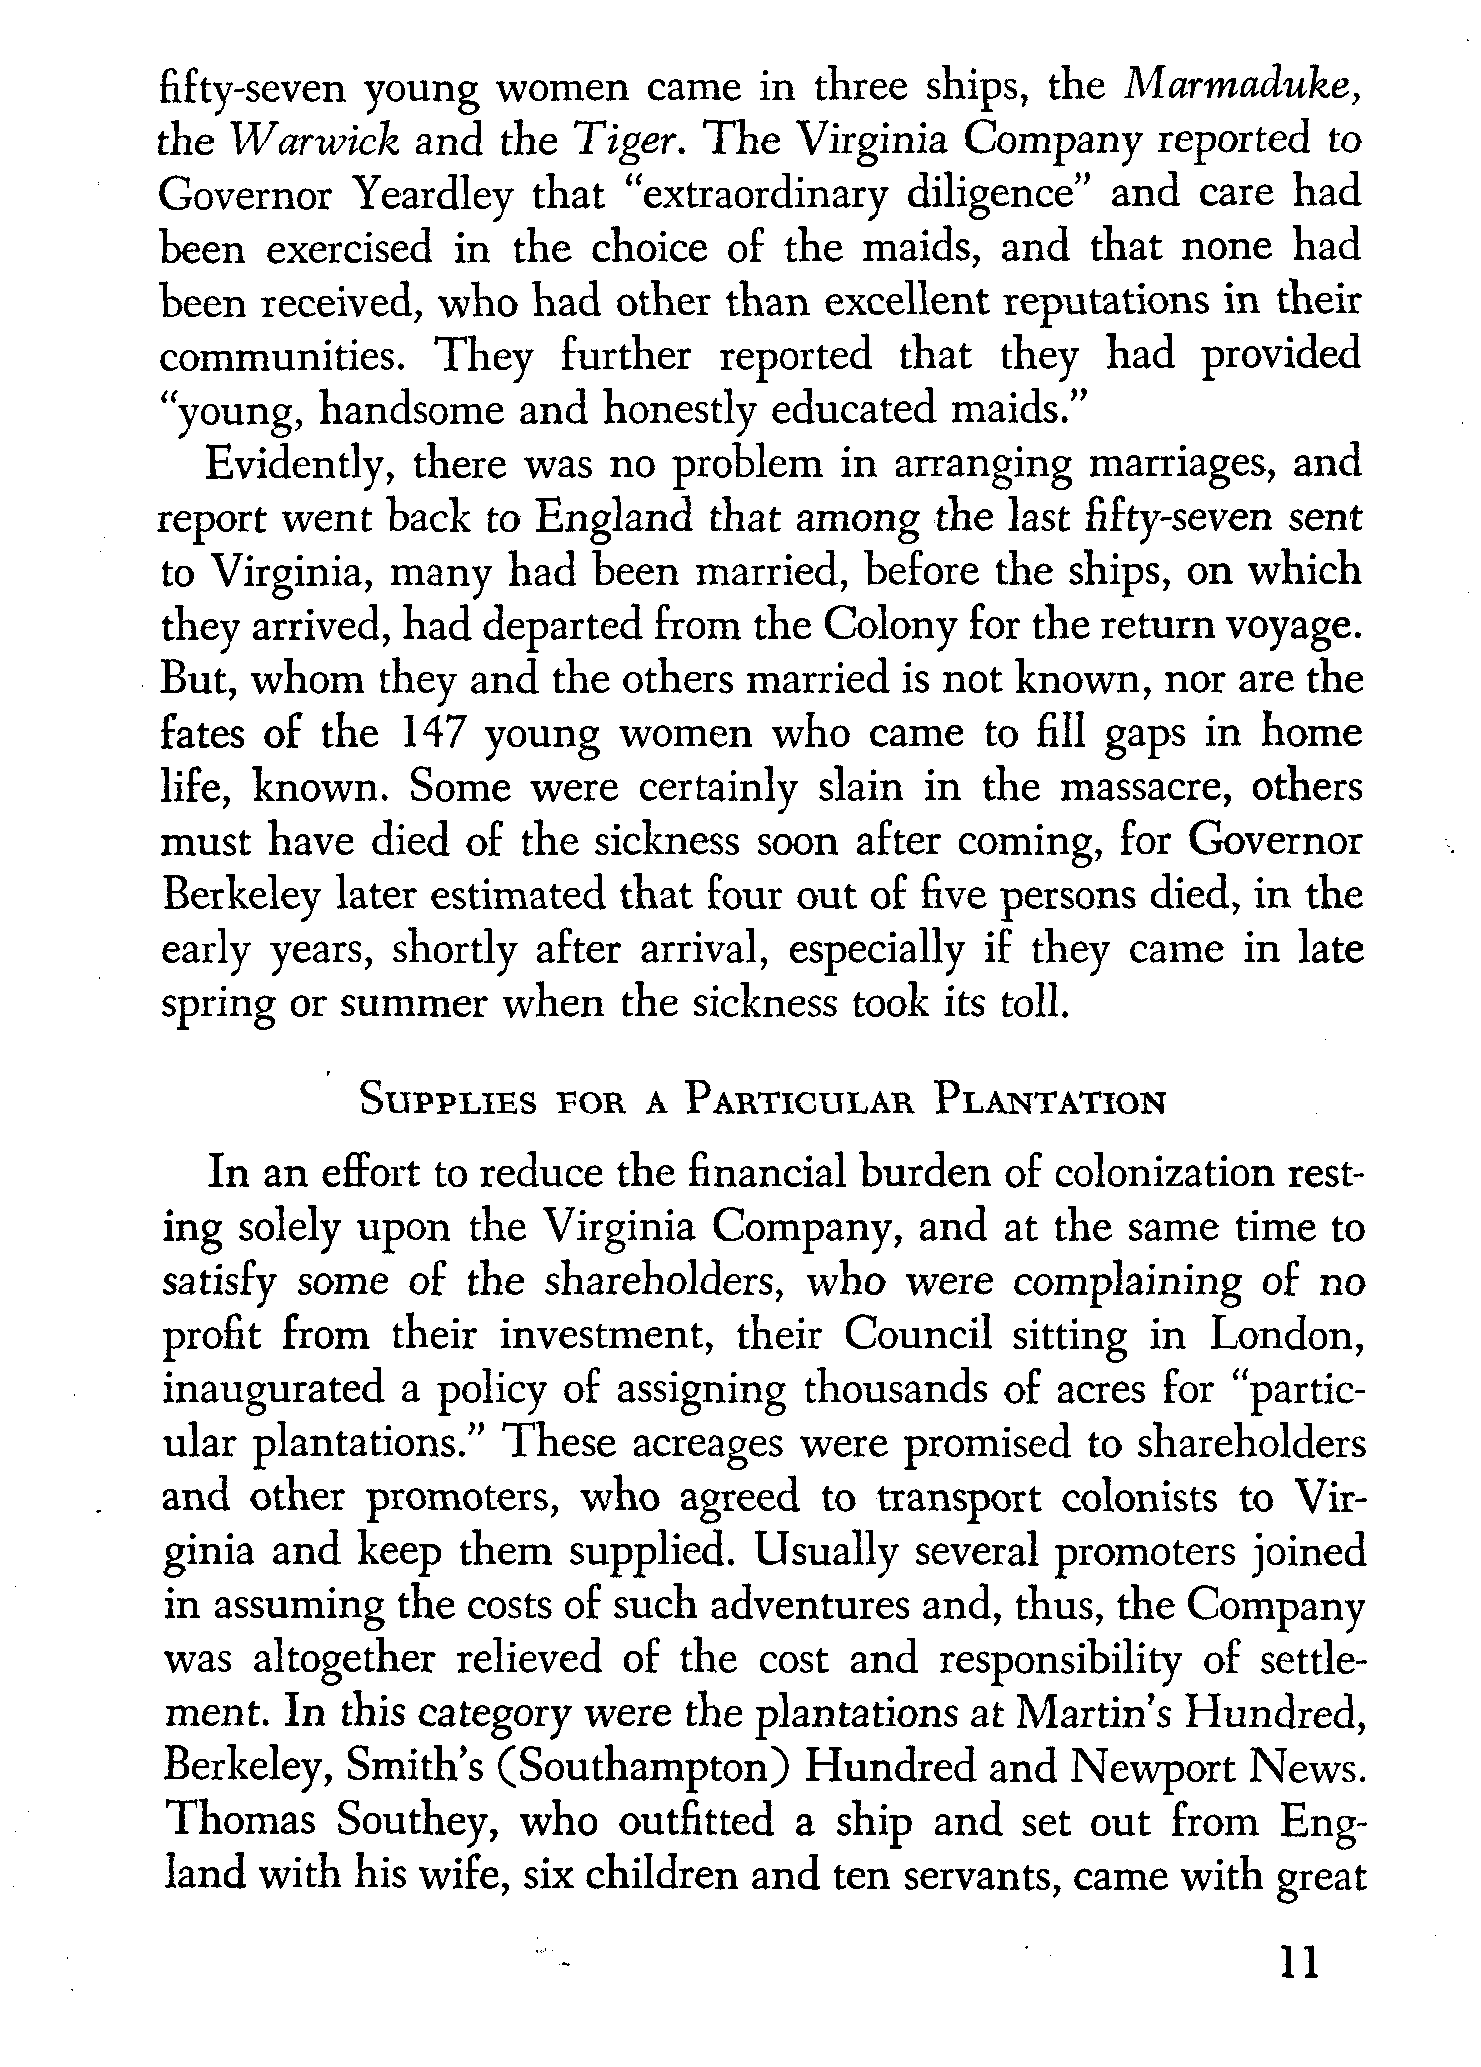 fifty-seven young women came in three ships, the Marmaduke,
the Warwick and the Tiger. The Virginia Company reported to
Governor Yeardley that “extraordinary diligence” and care had
been exercised in the choice of the maids, and that none had
been received, who had other than excellent reputations in their
communities. They further reported that they had provided
“young, handsome and honestly educated maids.”
Evidently, there was no problem in arranging marriages, and
report went back to England that among the last fifty-seven sent
to Virginia, many had been married, before the ships, on which
they arrived, had departed from the Colony for the return voyage.
But, whom they and the others married is not known, nor are the
fates of the 147 young women who came to fill gaps in home
life, known. Some were certainly slain in the massacre, others
must have died of the sickness soon after coming, for Governor
Berkeley later estimated that four out of five persons died, in the
early years, shortly after arrival, especially if they came in late
spring or summer when the sickness took its toll.
Supplies for a Particular Plantation
In an effort to reduce the financial burden of colonization rest-
ing solely upon the Virginia Company, and at the same time to
satisfy some of the shareholders, who were complaining of no
profit from their investment, their Council sitting in London,
inaugurated a policy of assigning thousands of acres for “partic-
ular plantations.” These acreages were promised to shareholders
and other promoters, who agreed to transport colonists to Vir-
ginia and keep them supplied. Usually several promoters joined
in assuming the costs of such adventures and, thus, the Company
was altogether relieved of the cost and responsibility of settle-
ment. In this category were the plantations at Martin’s Hundred,
Berkeley, Smith’s (Southampton) Hundred and Newport News.
Thomas Southey, who outfitted a ship and set out from Eng-
land with his wife, six children and ten servants, came with great
11